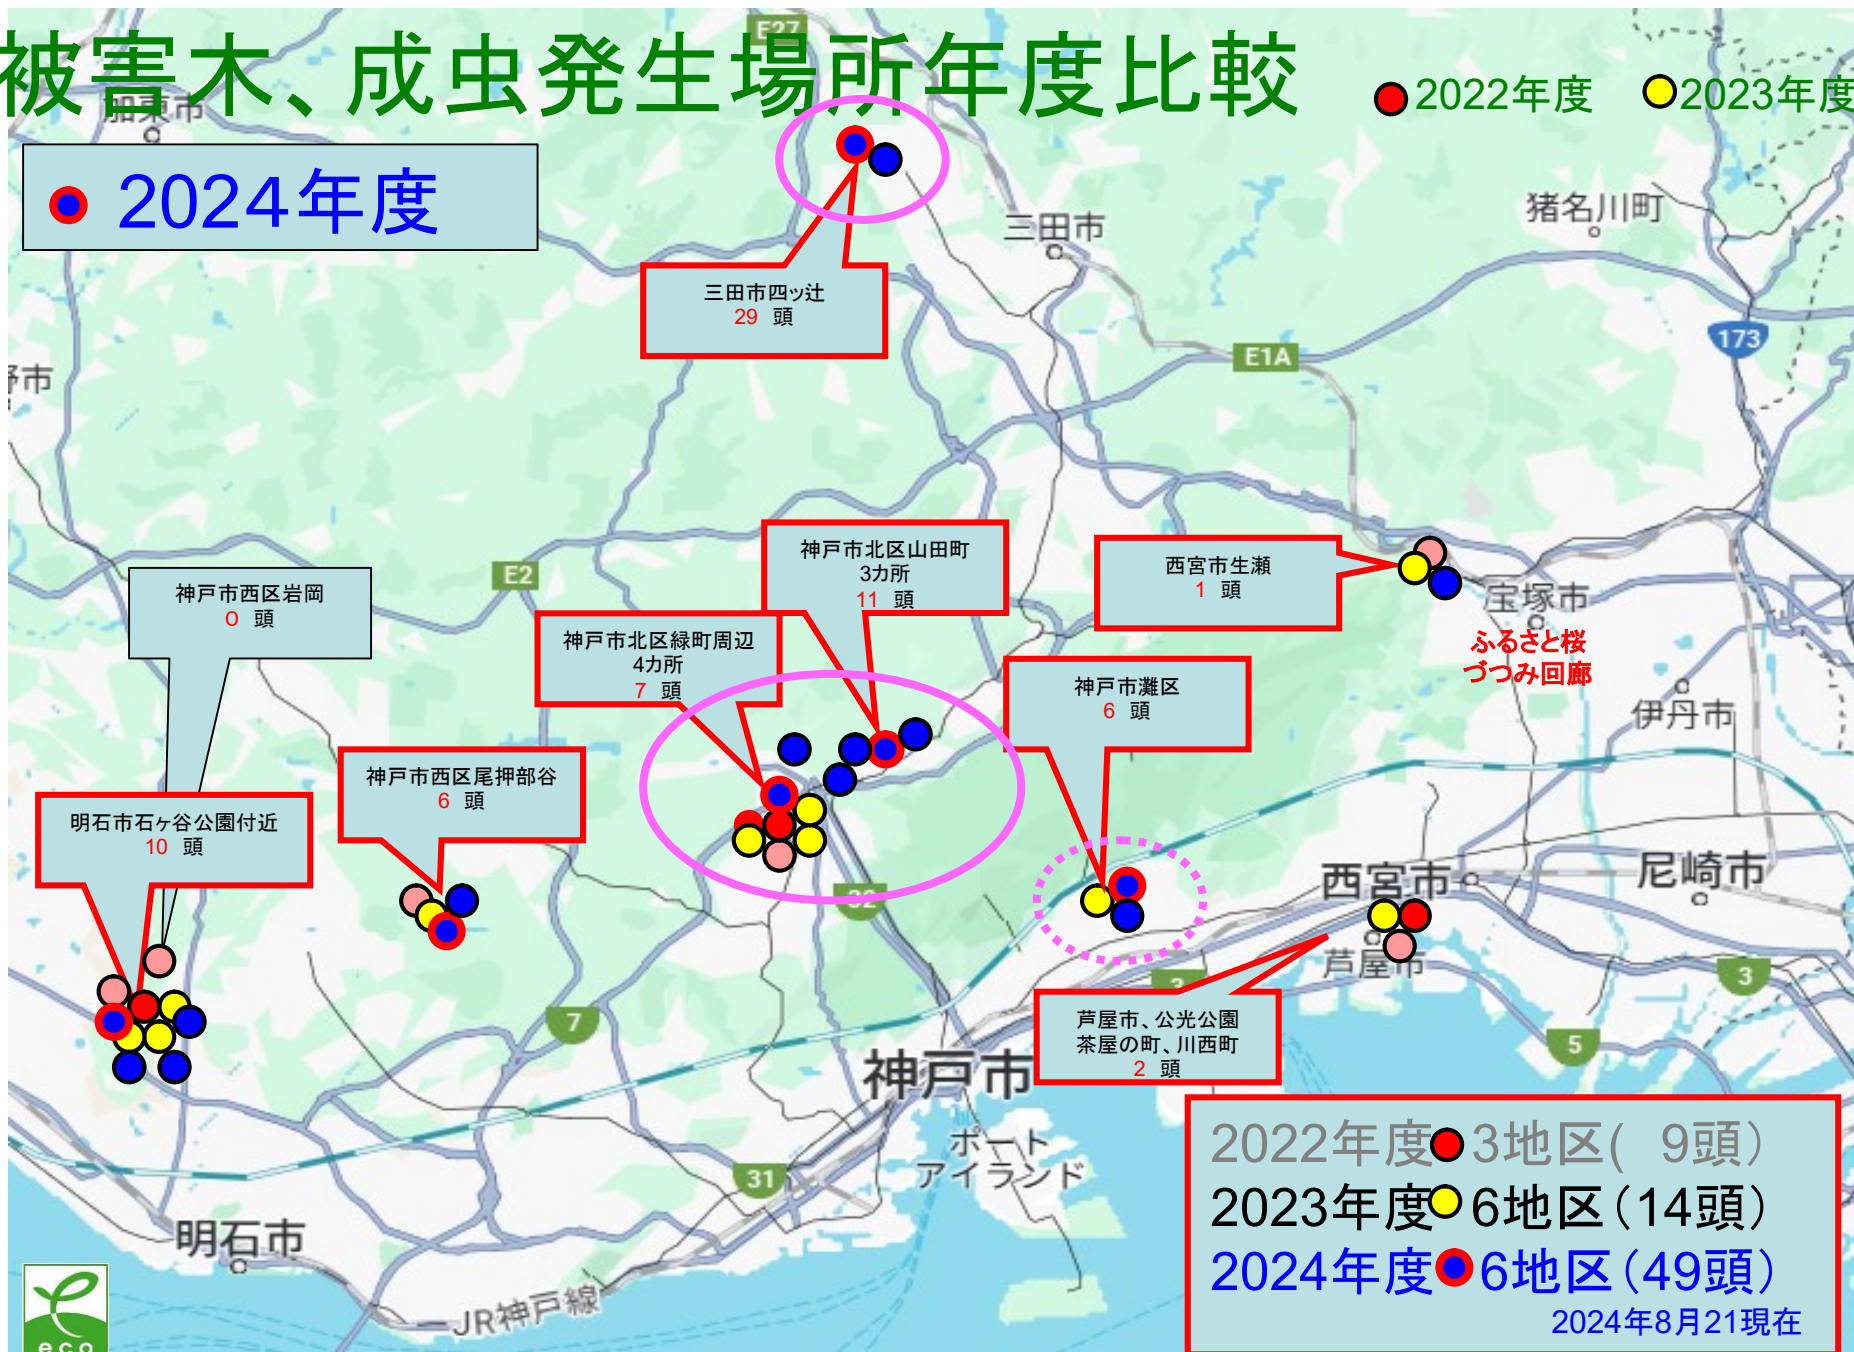 被害木、成虫発生場所年度比較
2022年度
2023年度
2024年度
E27
加東市
三田市
猪名川町
三田市四ッ辻
29 頭
173
E1A
野市
E2
神戸市西区岩岡
0 頭
神戸市北区山田町
3カ所
11 頭
西宮市生瀬
1 頭
宝塚市
ふるさと桜
づつみ回廊
神戸市北区緑町周辺
4カ所
7 頭
神戸市灘区
6 頭
伊丹市
神戸市西区尾押部谷
6 頭
明石市石ヶ谷公園付近
10 頭
32
西宮市
尼崎市
芦屋市
3
3
7
芦屋市、公光公園
茶屋の町、川西町
2 頭
5
神戸市
ポート
アイランド
31
明石市
JR神戸線
2022年度 3地区( 9頭)
2023年度 6地区(14頭)
2024年度 6地区(49頭)
2024年8月21現在
eco